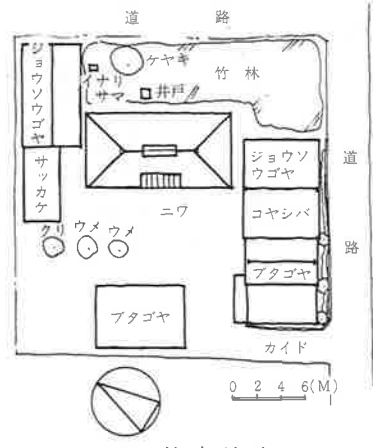 道路
ケヤキ
竹林
イナリ
サマ
井戸
ジョウソウゴヤ
サッカケ
ジョウソ
ウゴヤ
道路
ニワ
コヤシバ
クリ
ウメ
ウメ
ブタゴヤ
ブタゴヤ
カイド
0 2 4 6(M)